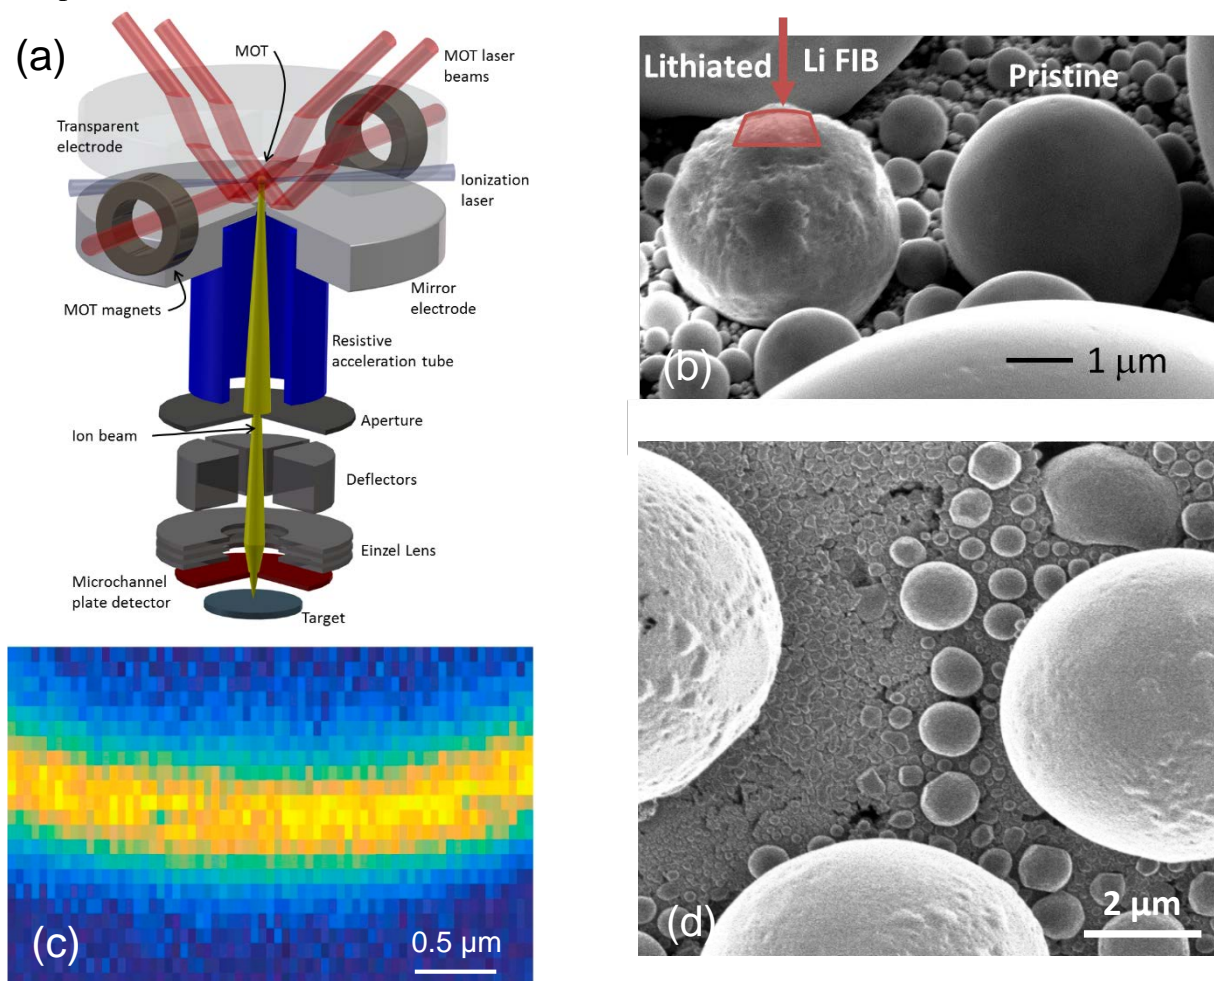 (a)
MOT
MOT laser
beams
Transparent
electrode
Ionization
laser
MOT magnets
Mirror
electrode
Resistive
acceleration tube
Aperture
Ion beam
Deflectors
Einzel Lens
Microchannel
plate detector
Target
Lithiated
Li FIB
Pristine
(b)
1 μm
(c)
0.5 μm
(d)
2 μm